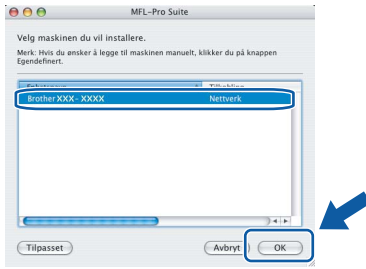 MFL-Pro Suite
Velg maskinen du vil installere.
Merk: Hvis du ønsker å legge til maskinen manuelt, klikker du på knappen
Egendefinert.
Brother XXX- XXXX Nettverk
Tilpasset Avbryt OK